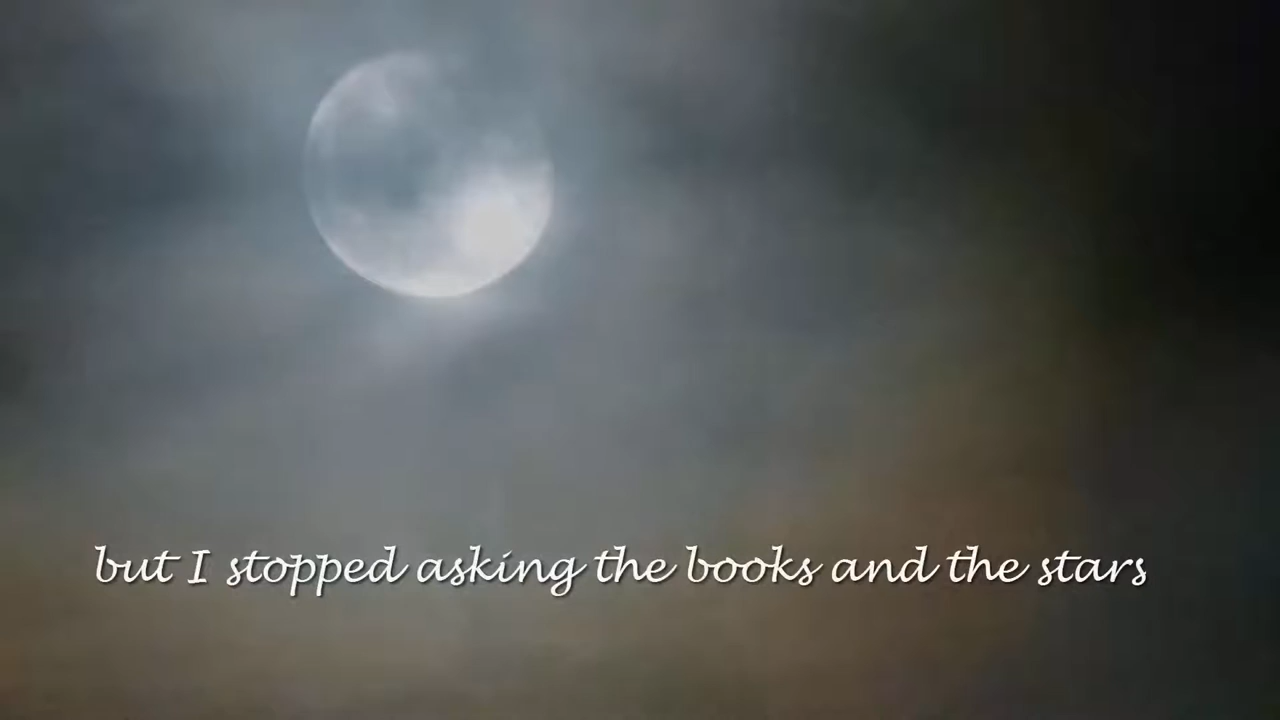 but I stopped asking the books and the stars